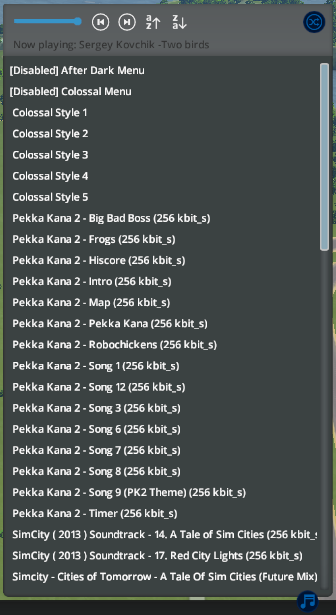 Now playing: Sergey Kovchik -Two birds
[Disabled] After Dark Menu
[Disabled] Colossal Menu
Colossal Style 1
Colossal Style 2
Colossal Style 3
Colossal Style 4
Colossal Style 5
Pekka Kana 2 - Big Bad Boss (256 kbit_s)
Pekka Kana 2 - Frogs (256 kbit_s)
Pekka Kana 2 - Hiscore (256 kbit_s)
Pekka Kana 2 - Intro (256 kbit_s)
Pekka Kana 2 - Map (256 kbit_s)
Pekka Kana 2 - Pekka Kana (256 kbit_s)
Pekka Kana 2 - Robochickens (256 kbit_s)
Pekka Kana 2 - Song 1 (256 kbit_s)
Pekka Kana 2 - Song 12 (256 kbit_s)
Pekka Kana 2 - Song 3 (256 kbit_s)
Pekka Kana 2 - Song 6 (256 kbit_s)
Pekka Kana 2 - Song 7 (256 kbit_s)
Pekka Kana 2 - Song 8 (256 kbit_s)
Pekka Kana 2 - Song 9 (PK2 Theme) (256 kbit_s)
Pekka Kana 2 - Timer (256 kbit_s)
SimCity ( 2013 ) Soundtrack - 14. A Tale of Sim Cities (256 kbit_s
SimCity ( 2013 ) Soundtrack - 17. Red City Lights (256 kbit_s)
Simcity - Cities of Tomorrow - A Tale Of Sim Cities (Future Mix)